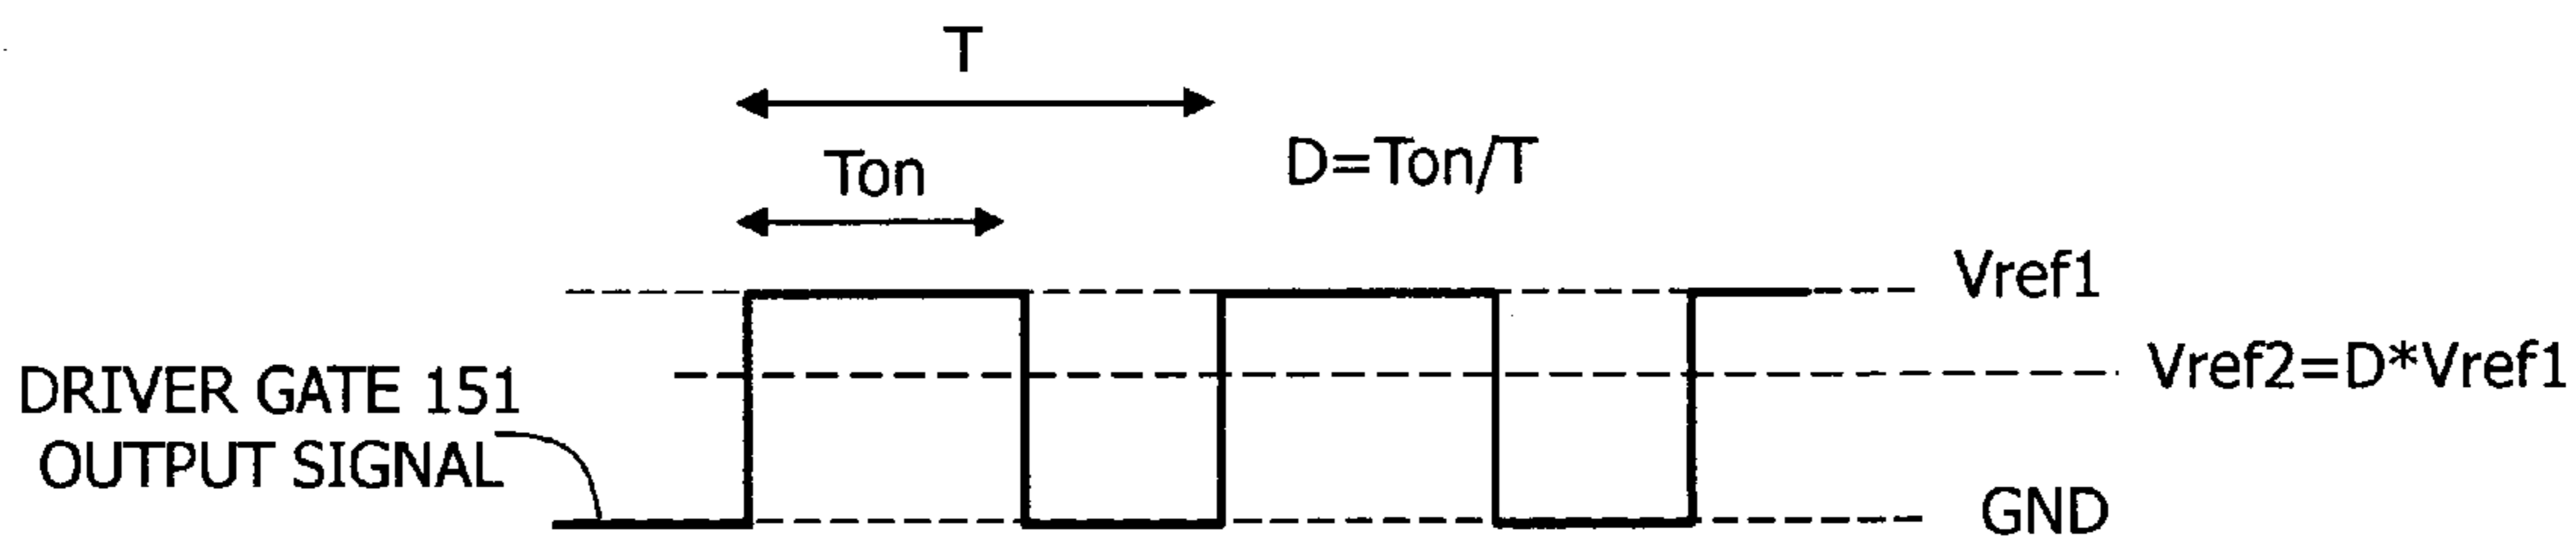 T
Ton
D=Ton/T
Vref1
Vref2=D*Vref1
DRIVER GATE 151
OUTPUT SIGNAL
GND